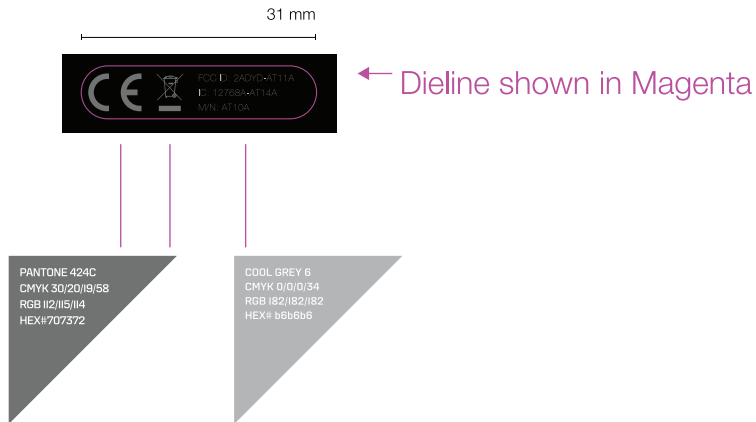 31 mm
CE
FCC ID: 2ADYD-AT11A
IC: 12768A-AT14A
M/N: AT10A
Dieline shown in Magenta
PANTONE 424C
CMYK 30/20/19/58
RGB 112/115/114
HEX#707372
COOL GREY 6
CMYK 0/0/0/34
RGB 182/182/182
HEX# b6b6b6